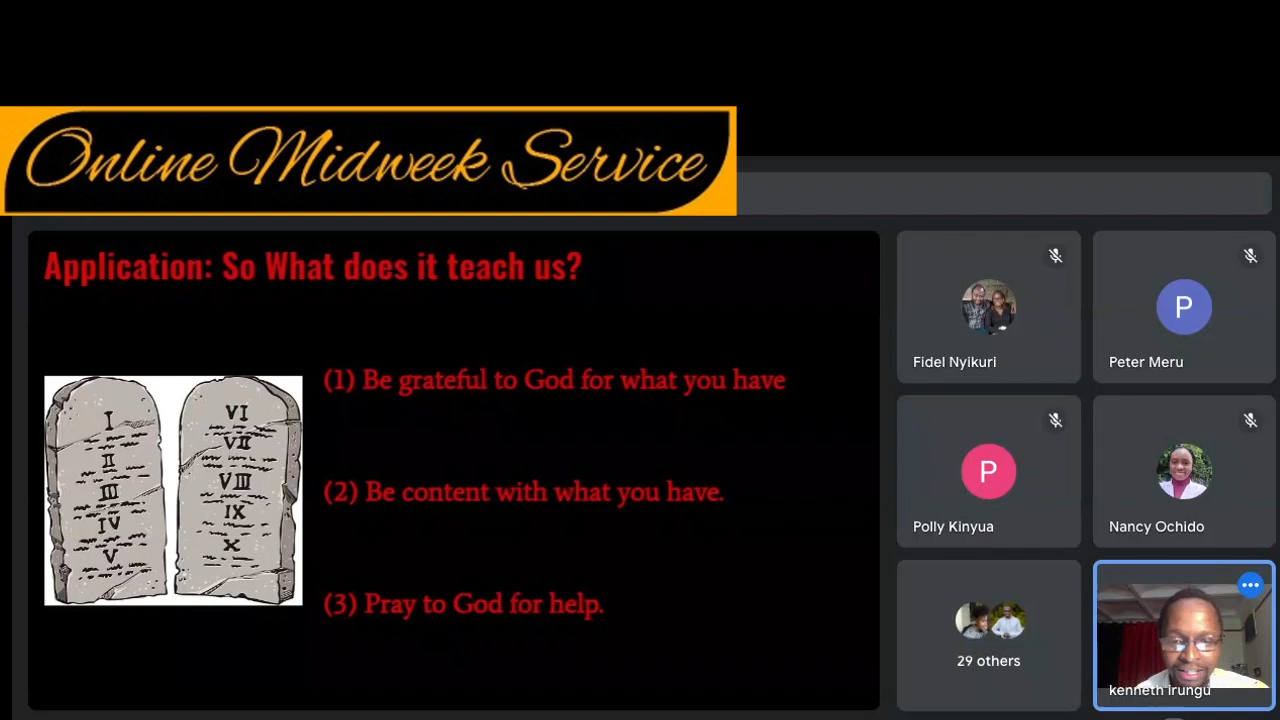 Online Midweek Service
Application: So What does it teach us?
I
II
III
IV
V
VI
VII
VIII
IX
X
(1) Be grateful to God for what you have
(2) Be content with what you have.
(3) Pray to God for help.
Fidel Nyikuri
P
Peter Meru
P
Polly Kinyua
Nancy Ochido
29 others
kenneth irungu